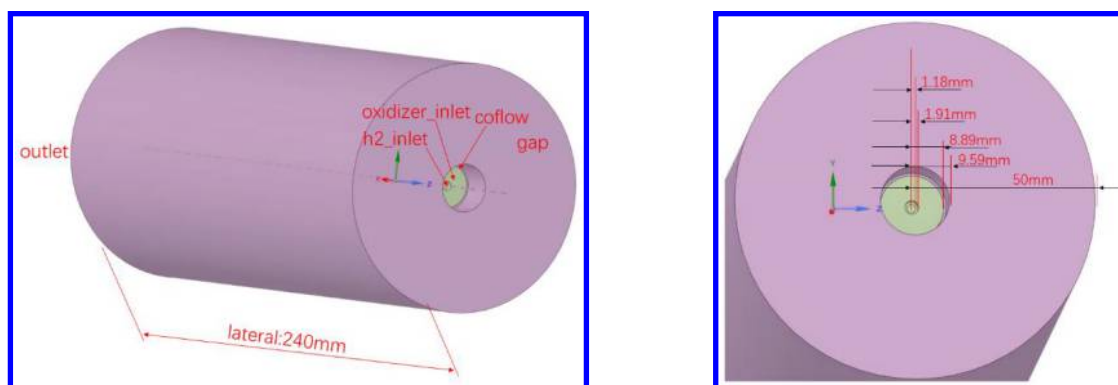 oxidizer_inlet
coflow
h2_inlet
gap
outlet
Y
z
lateral:240mm
1.18mm
1.91mm
8.89mm
9.59mm
50mm
Y
Z